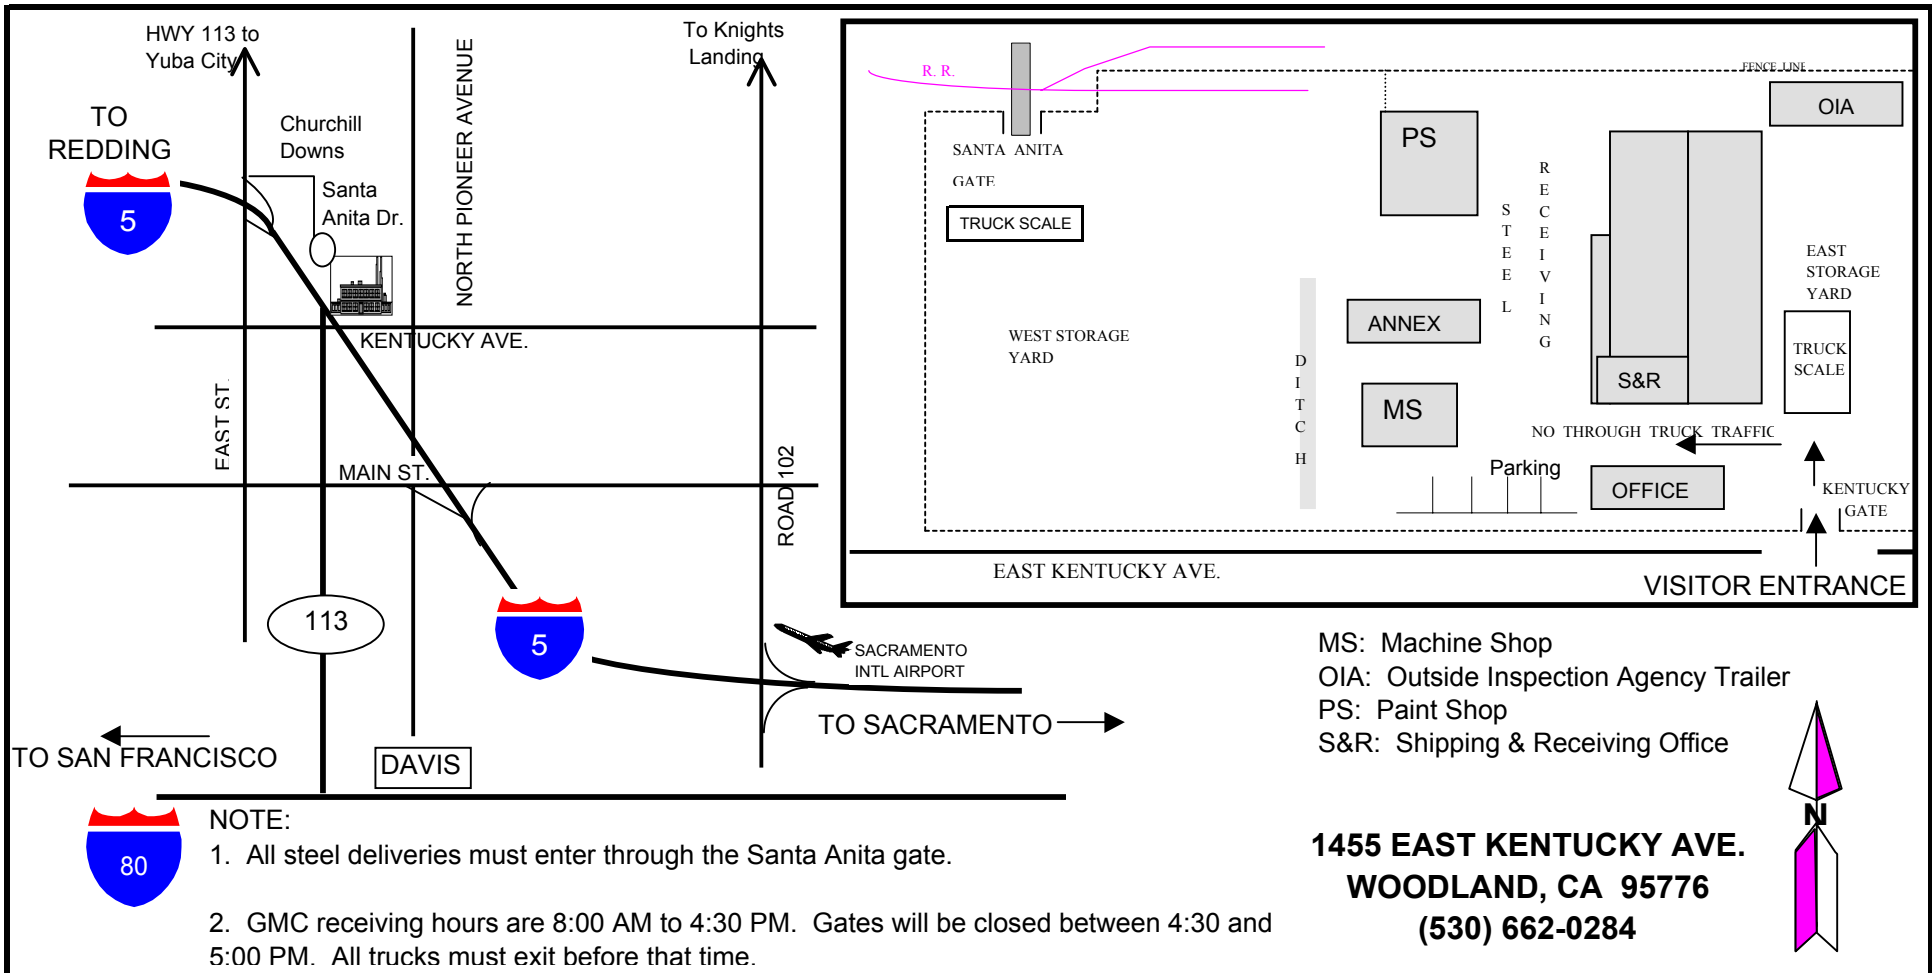 HWY 113 to
Yuba City
To Knights
Landing
TO
REDDING
5
Churchill
Downs
Santa
Anita Dr.
NORTH PIONEER AVENUE
KENTUCKY AVE.
EAST ST.
MAIN ST.
ROAD 102
113
5
SACRAMENTO
INTL AIRPORT
TO SACRAMENTO
TO SAN FRANCISCO
DAVIS
80
R. R.
FENCE LINE
OIA
PS
SANTA ANITA
GATE
TRUCK SCALE
STEEL
RECEIVING
EAST
STORAGE
YARD
ANNEX
WEST STORAGE
YARD
DITCH
TRUCK
SCALE
S&R
MS
NO THROUGH TRUCK TRAFFIC
Parking
OFFICE
KENTUCKY
GATE
EAST KENTUCKY AVE.
VISITOR ENTRANCE
MS: Machine Shop
OIA: Outside Inspection Agency Trailer
PS: Paint Shop
S&R: Shipping & Receiving Office
N
NOTE:
1. All steel deliveries must enter through the Santa Anita gate.
2. GMC receiving hours are 8:00 AM to 4:30 PM. Gates will be closed between 4:30 and
5:00 PM. All trucks must exit before that time.
1455 EAST KENTUCKY AVE.
WOODLAND, CA 95776
(530) 662-0284